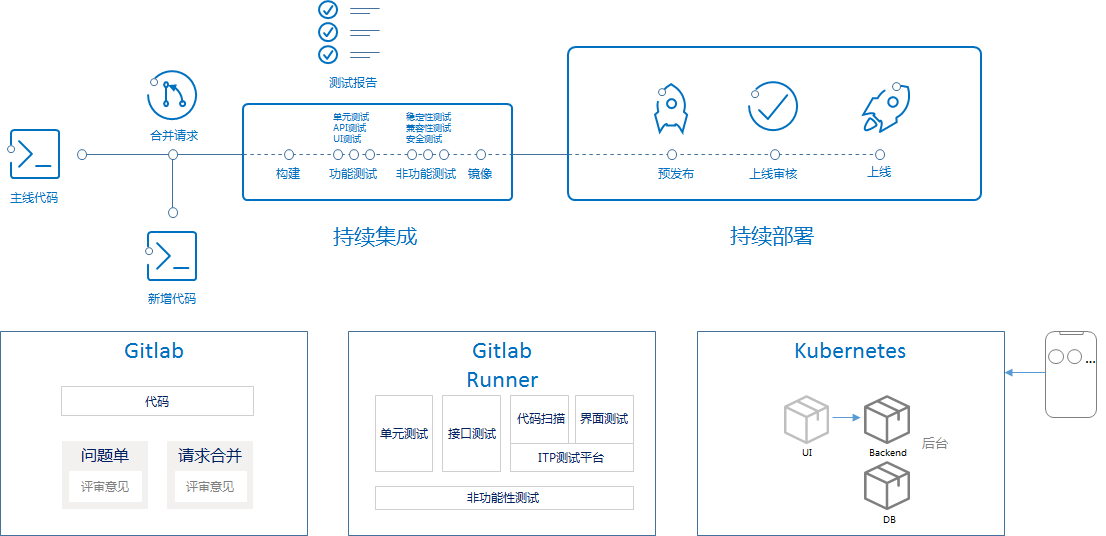 测试报告
合并请求
主线代码
新增代码
单元测试
API测试
UI测试
稳定性测试
兼容性测试
安全测试
构建
功能测试
非功能测试
镜像
持续集成
预发布
上线审核
上线
持续部署
Gitlab
代码
问题单
评审意见
请求合并
评审意见
Gitlab
Runner
单元测试
接口测试
代码扫描
界面测试
ITP测试平台
非功能性测试
Kubernetes
UI
Backend
后台
DB
...